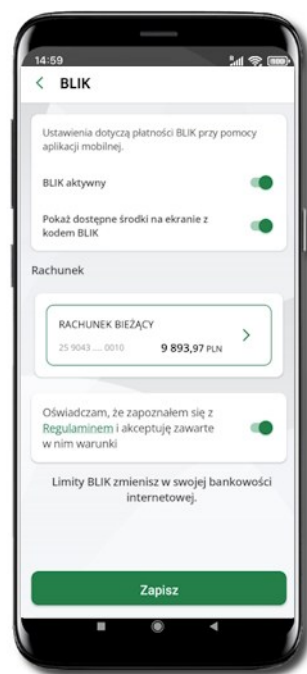 14:59
BLIK
Ustawienia dotyczą płatności BLIK przy pomocy
aplikacji mobilnej.
BLIK aktywny
Pokaż dostępne środki na ekranie z
kodem BLIK
Rachunek
RACHUNEK BIEŻĄCY
25 9043 .... 0010 9 893,97 PLN
Oświadczam, że zapoznałem się z
Regulaminem i akceptuję zawarte
w nim warunki
Limity BLIK zmienisz w swojej bankowości
internetowej.
Zapisz